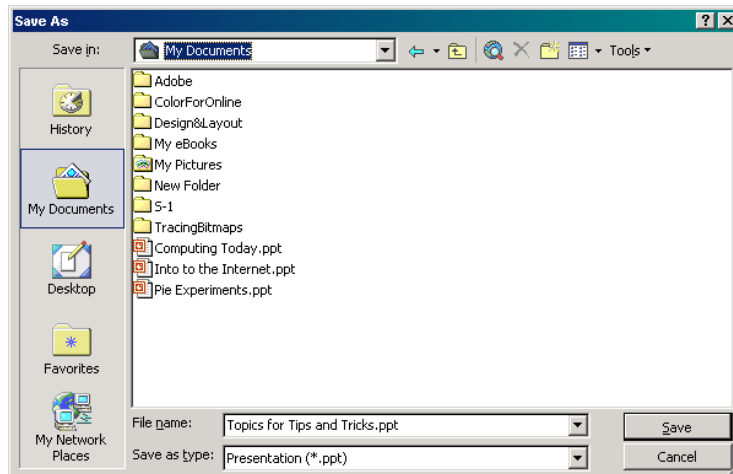 Save As
Save in:
My Documents
Tools
History
My Documents
Desktop
Favorites
My Network
Places
Adobe
ColorForOnline
Design&Layout
My eBooks
My Pictures
New Folder
S-1
TracingBitmaps
Computing Today.ppt
Into to the Internet.ppt
Pie Experiments.ppt
File name:
Topics for Tips and Tricks.ppt
Save
Save as type:
Presentation (*.ppt)
Cancel